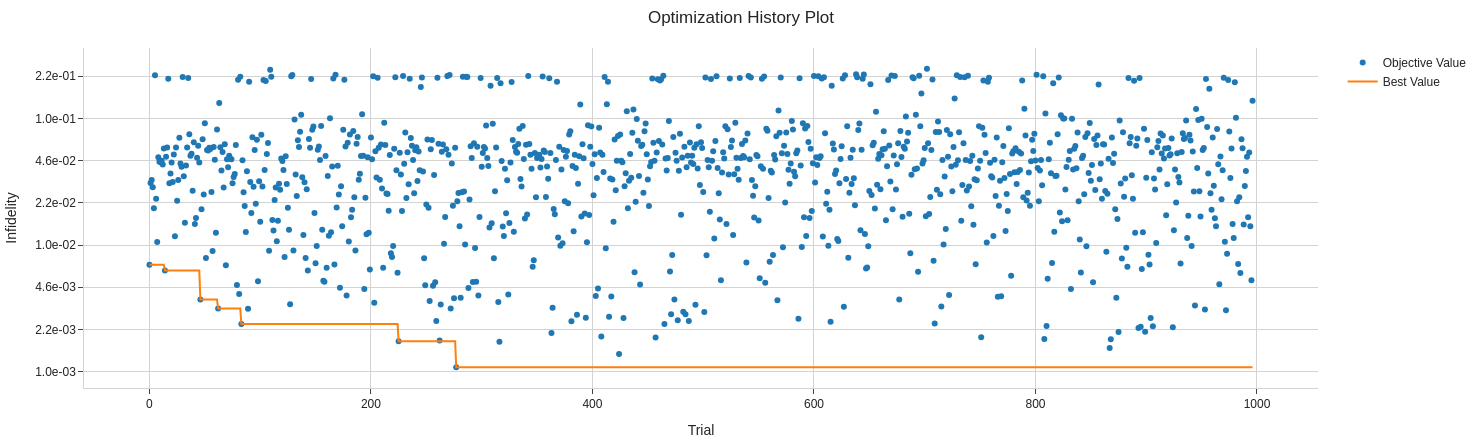 Optimization History Plot
Infidelity
2.2e-01
1.0e-01
4.6e-02
2.2e-02
1.0e-02
4.6e-03
2.2e-03
1.0e-03
0
200
400
600
800
1000
Trial
Objective Value
Best Value